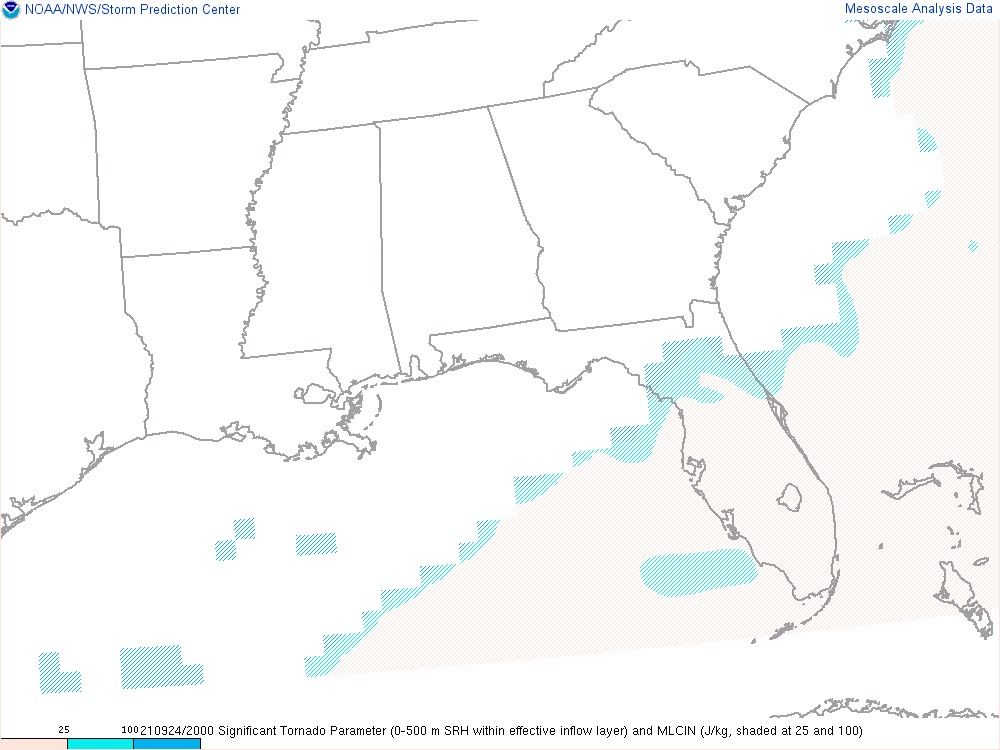 NOAA/NWS/Storm Prediction Center
Mesoscale Analysis Data
25 100
210924/2000 Significant Tornado Parameter (0-500 m SRH within effective inflow layer) and MLCIN (J/kg, shaded at 25 and 100)